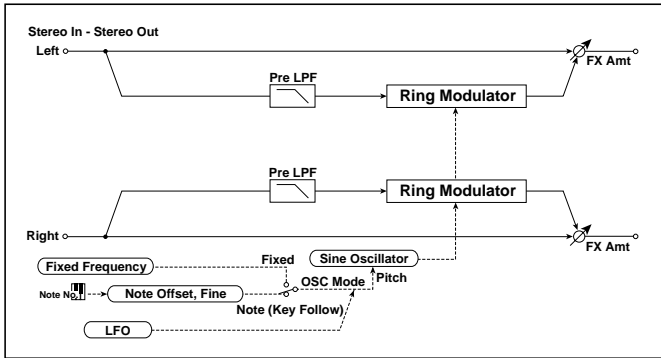 Stereo In - Stereo Out
Left
FX Amt
Pre LPF
Ring Modulator
Pre LPF
Ring Modulator
Right
FX Amt
Fixed Frequency
Fixed
Sine Oscillator
OSC Mode
Pitch
Note No.
Note Offset, Fine
Note (Key Follow)
LFO